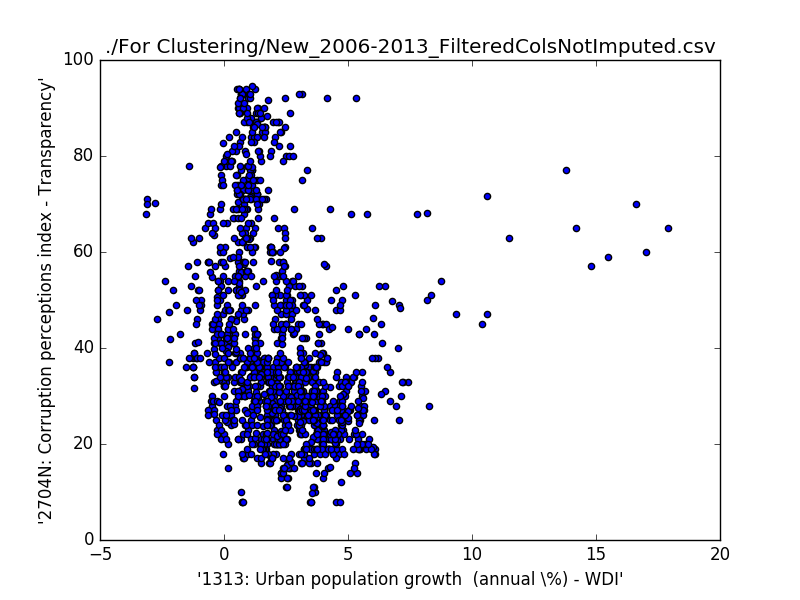 ./For Clustering/New_2006-2013_FilteredColsNotImputed.csv
100
80
60
40
20
0
'2704N: Corruption perceptions index - Transparency'
−5 0 5 10 15 20
'1313: Urban population growth  (annual \%) - WDI'